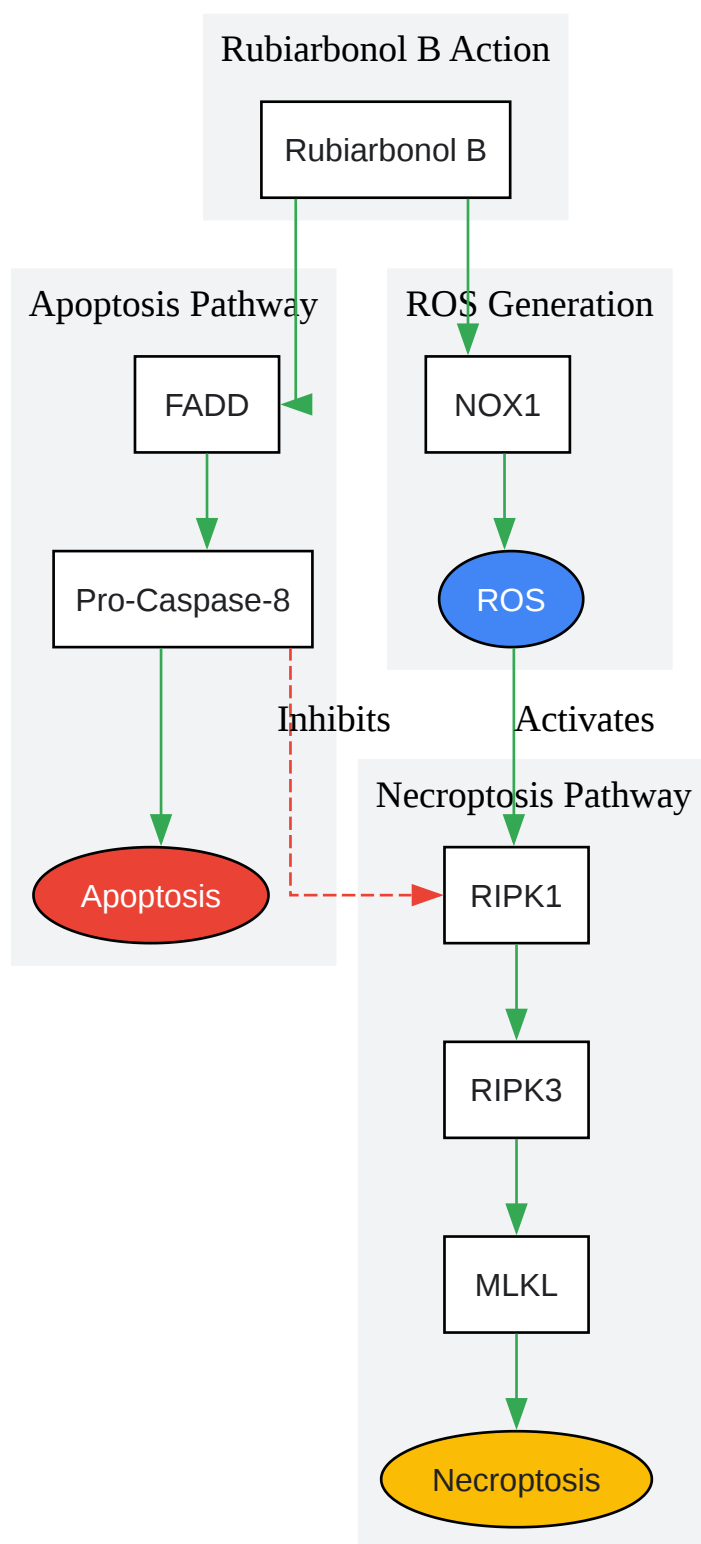 Rubiarbonol B Action
Rubiarbonol B
Apoptosis Pathway
ROS Generation
FADD
NOX1
Pro-Caspase-8
ROS
Inhibits
Activates
Necroptosis Pathway
Apoptosis
RIPK1
RIPK3
MLKL
Necroptosis